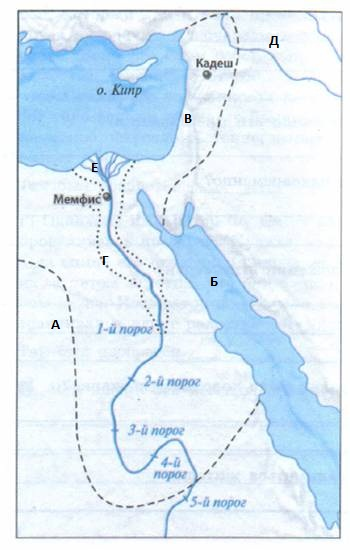 Д
Кадеш
о. Кипр
В
Е
Мемфис
Г
Б
А
1-й порог
2-й порог
3-й порог
4-й
порог
5-й порог